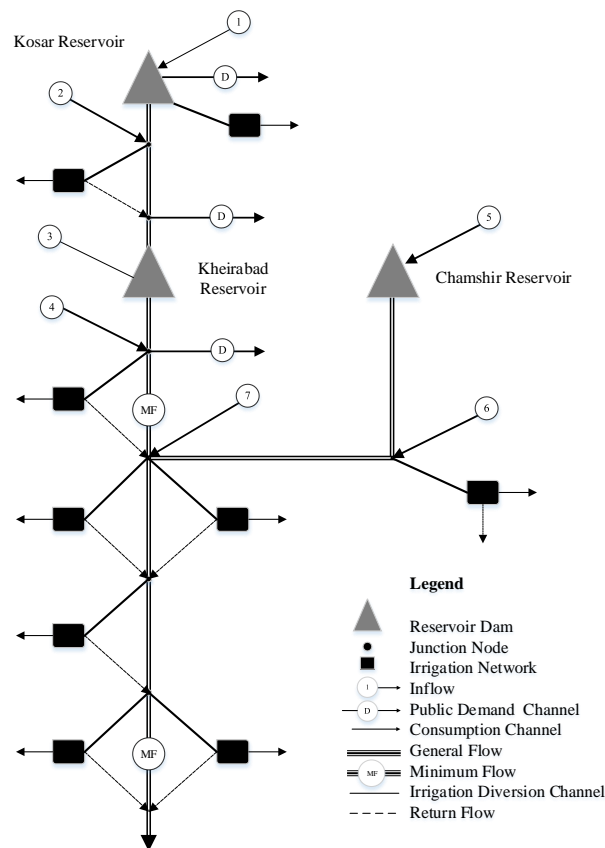 1
Kosar Reservoir
D
2
D
3
5
Kheirabad
Reservoir
Chamshir Reservoir
4
D
7
6
MF
Legend
Reservoir Dam
Junction Node
Irrigation Network
1 Inflow
D Public Demand Channel
Consumption Channel
General Flow
MF Minimum Flow
Irrigation Diversion Channel
Return Flow
MF